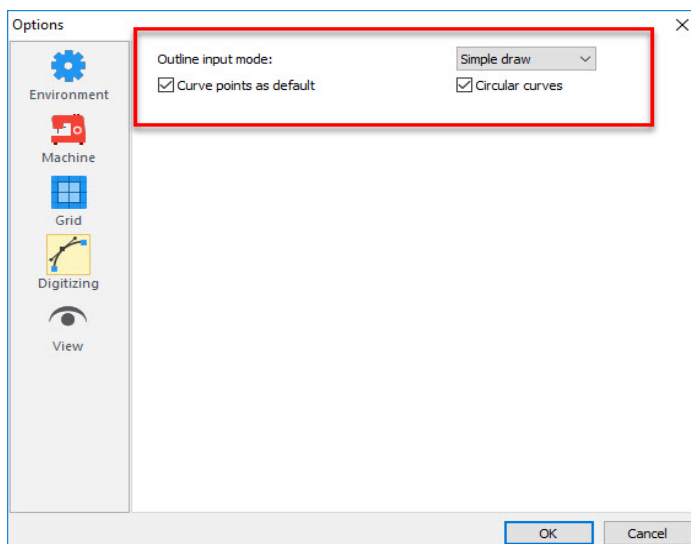 Options
Environment
Machine
Grid
Digitizing
View
Outline input mode:
Simple draw
Curve points as default
Circular curves
OK
Cancel